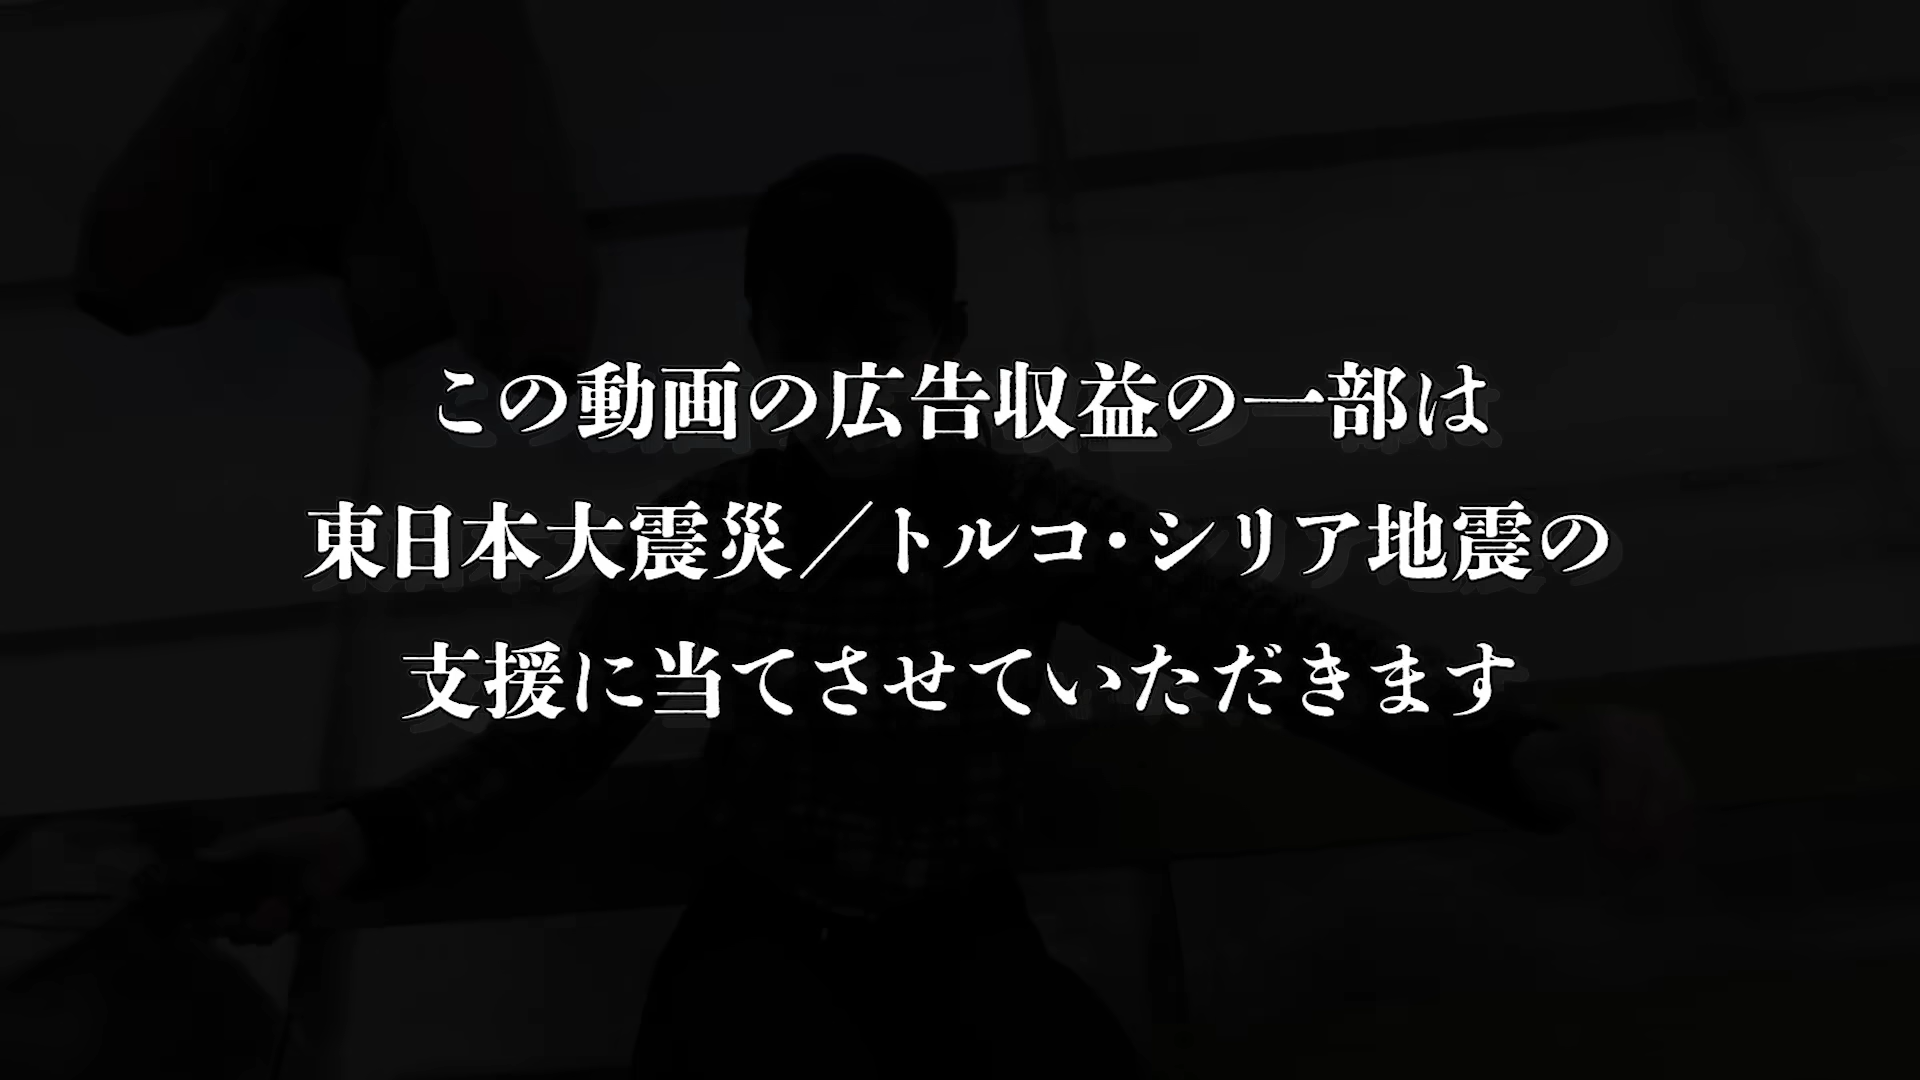 この動画の広告収益の一部は
東日本大震災／トルコ・シリア地震の
支援に当てさせていただきます